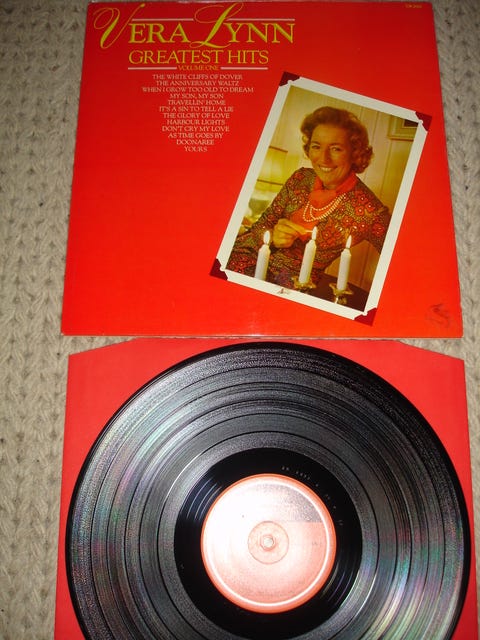 VERA LYNN
GREATEST HITS
VOLUME ONE
THE WHITE CLIFFS OF DOVER
THE ANNIVERSARY WALTZ
WHEN I GROW TOO OLD TO DREAM
MY SON, MY SON
TRAVELLIN' HOME
IT'S A SIN TO TELL A LIE
THE GLORY OF LOVE
HARBOUR LIGHTS
DON'T CRY MY LOVE
AS TIME GOES BY
DOONAREE
YOURS